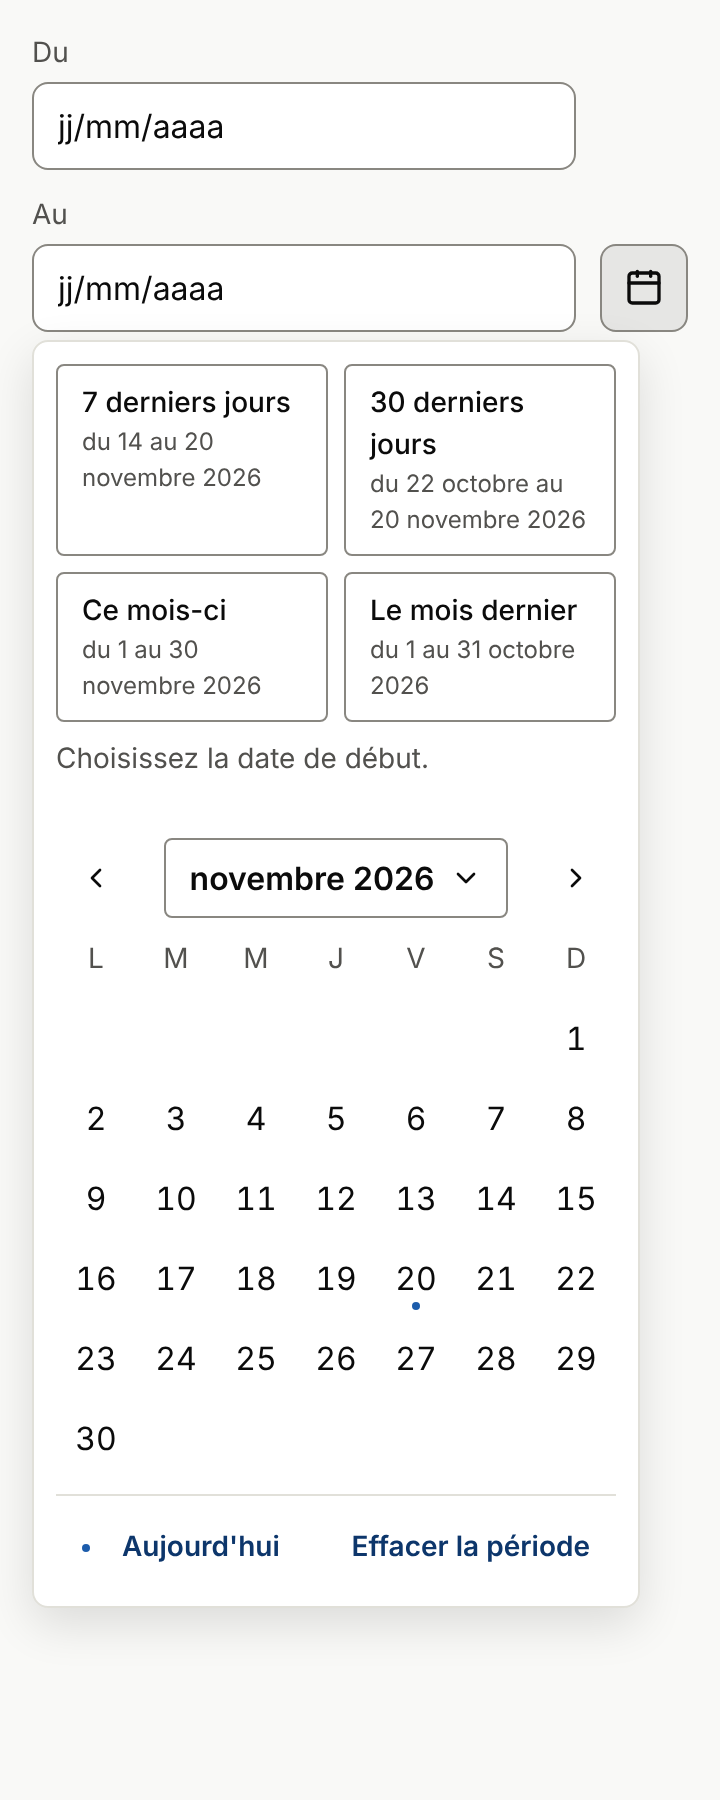 Du
jj/mm/aaaa
Au
jj/mm/aaaa
7 derniers jours
du 14 au 20
novembre 2026
30 derniers
jours
du 22 octobre au
20 novembre 2026
Ce mois-ci
du 1 au 30
novembre 2026
Le mois dernier
du 1 au 31 octobre
2026
Choisissez la date de début.
novembre 2026
L M M J V S D
1
2 3 4 5 6 7 8
9 10 11 12 13 14 15
16 17 18 19 20 21 22
23 24 25 26 27 28 29
30
Aujourd'hui Effacer la période